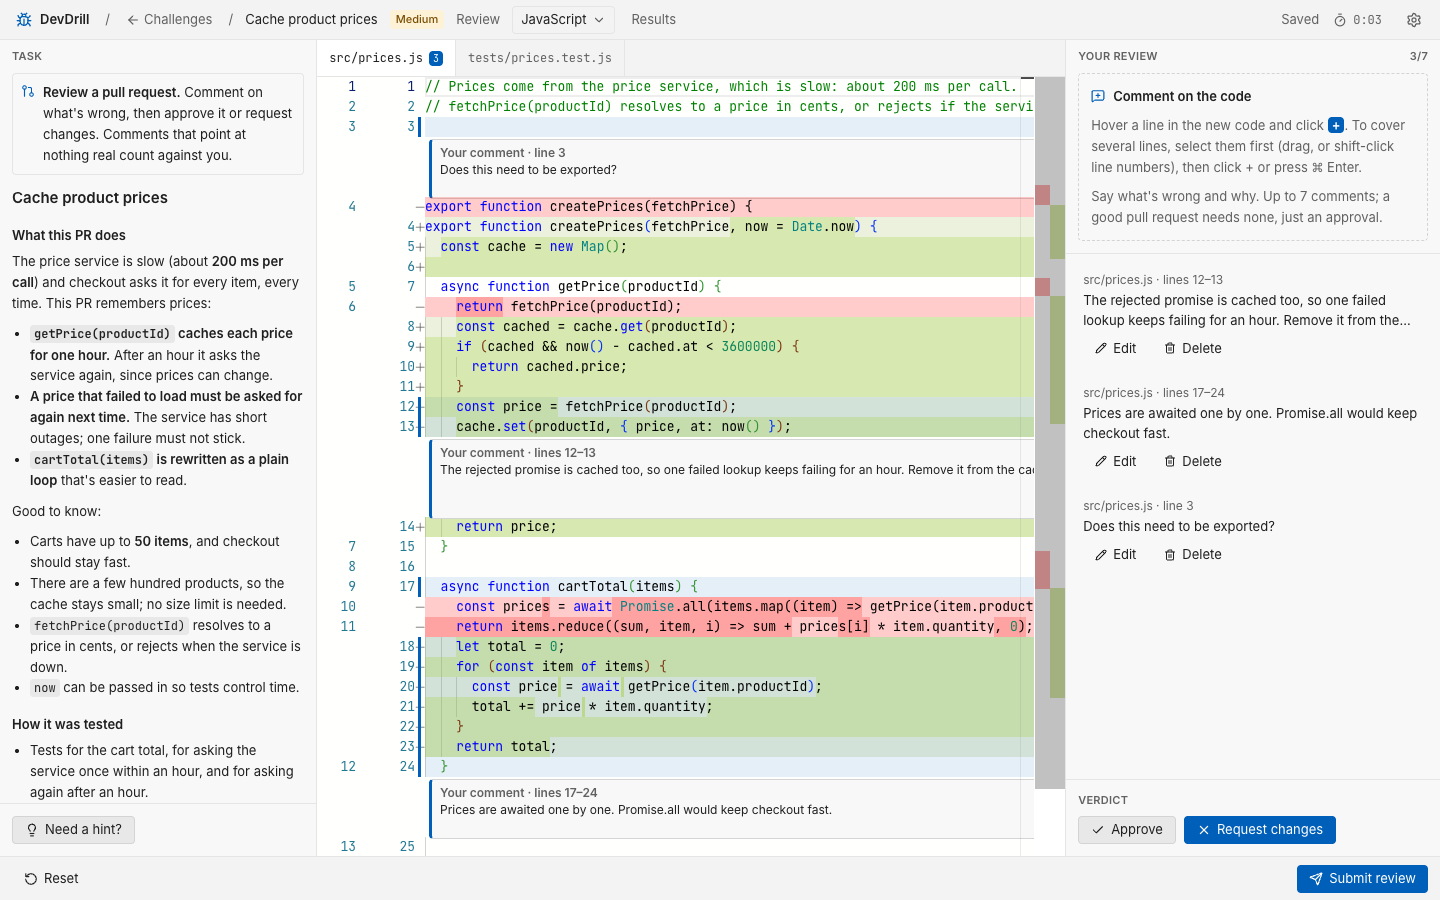 DevDrill / Challenges / Cache product prices Medium Review JavaScript Results Saved 0:03
TASK
Review a pull request. Comment on
what's wrong, then approve it or request
changes. Comments that point at
nothing real count against you.
Cache product prices
What this PR does
The price service is slow (about 200 ms per
call) and checkout asks it for every item, every
time. This PR remembers prices:
getPrice(productId) caches each price
for one hour. After an hour it asks the
service again, since prices can change.
A price that failed to load must be asked for
again next time. The service has short
outages; one failure must not stick.
cartTotal(items) is rewritten as a plain
loop that's easier to read.
Good to know:
Carts have up to 50 items, and checkout
should stay fast.
There are a few hundred products, so the
cache stays small; no size limit is needed.
fetchPrice(productId) resolves to a
price in cents, or rejects when the service is
down.
now can be passed in so tests control time.
How it was tested
Tests for the cart total, for asking the
service once within an hour, and for asking
again after an hour.
Need a hint?
src/prices.js 3 tests/prices.test.js
1 1 // Prices come from the price service, which is slow: about 200 ms per call.
2 2 // fetchPrice(productId) resolves to a price in cents, or rejects if the servi
3 3
Your comment · line 3
Does this need to be exported?
4 —export function createPrices(fetchPrice) {
4+export function createPrices(fetchPrice, now = Date.now) {
5+ const cache = new Map();
6+
5 7 async function getPrice(productId) {
6 — return fetchPrice(productId);
8+ const cached = cache.get(productId);
9+ if (cached && now() - cached.at < 3600000) {
10+ return cached.price;
11+ }
12+ const price = fetchPrice(productId);
13+ cache.set(productId, { price, at: now() });
Your comment · lines 12–13
The rejected promise is cached too, so one failed lookup keeps failing for an hour. Remove it from the cac
14+ return price;
7 15 }
8 16
9 17 async function cartTotal(items) {
10 — const prices = await Promise.all(items.map((item) => getPrice(item.product
11 — return items.reduce((sum, item, i) => sum + prices[i] * item.quantity, 0);
18+ let total = 0;
19+ for (const item of items) {
20+ const price = await getPrice(item.productId);
21+ total += price * item.quantity;
22+ }
23+ return total;
12 24 }
Your comment · lines 17–24
Prices are awaited one by one. Promise.all would keep checkout fast.
13 25
YOUR REVIEW 3/7
Comment on the code
Hover a line in the new code and click +. To cover
several lines, select them first (drag, or shift-click
line numbers), then click + or press ⌘ Enter.
Say what's wrong and why. Up to 7 comments; a
good pull request needs none, just an approval.
src/prices.js · lines 12–13
The rejected promise is cached too, so one failed
lookup keeps failing for an hour. Remove it from the...
Edit Delete
src/prices.js · lines 17–24
Prices are awaited one by one. Promise.all would keep
checkout fast.
Edit Delete
src/prices.js · line 3
Does this need to be exported?
Edit Delete
VERDICT
Approve Request changes
Reset Submit review